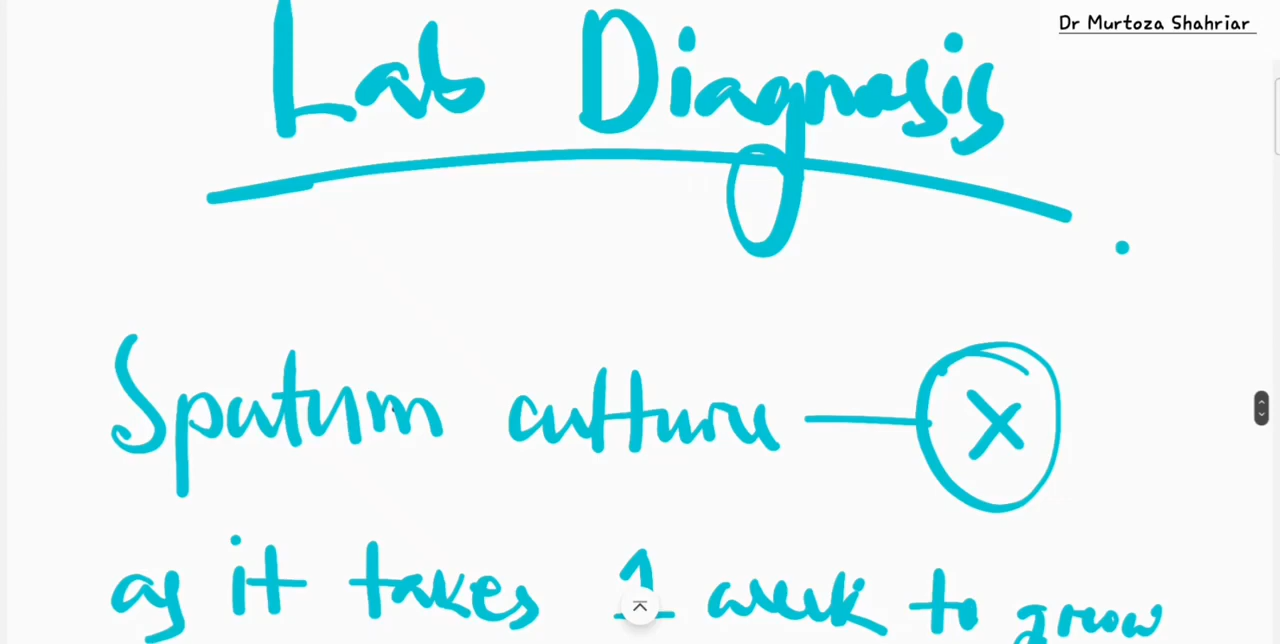 Dr Murtoza Shahriar
Lab Diagnosis
Sputum culture — X
as it takes 1 week to grow